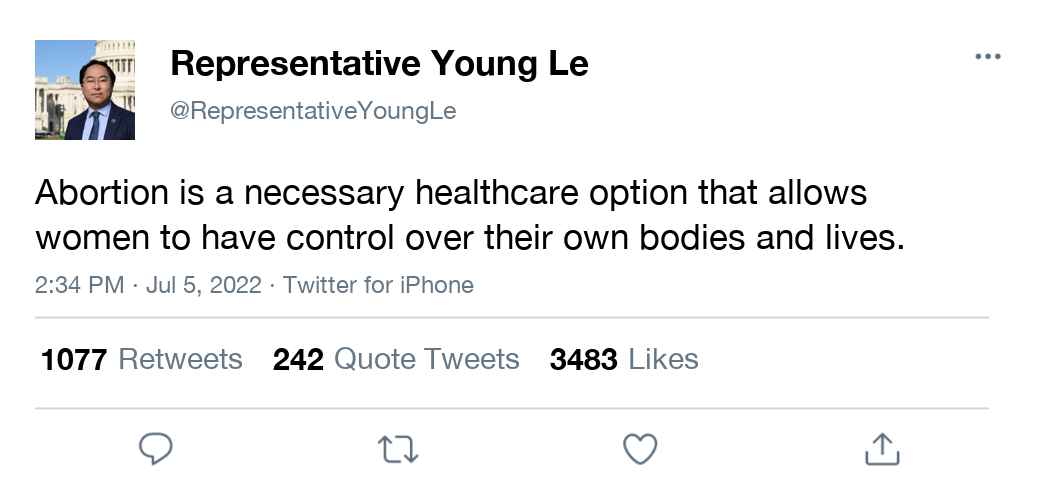 Representative Young Le
@RepresentativeYoungLe
Abortion is a necessary healthcare option that allows
women to have control over their own bodies and lives.
2:34 PM · Jul 5, 2022 · Twitter for iPhone
1077 Retweets 242 Quote Tweets 3483 Likes